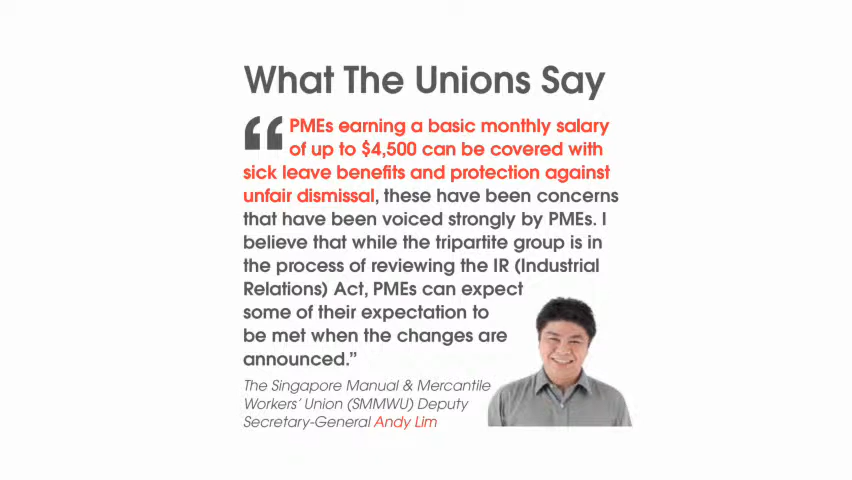 What The Unions Say
“ PMEs earning a basic monthly salary
of up to $4,500 can be covered with
sick leave benefits and protection against
unfair dismissal, these have been concerns
that have been voiced strongly by PMEs. I
believe that while the tripartite group is in
the process of reviewing the IR (Industrial
Relations) Act, PMEs can expect
some of their expectation to
be met when the changes are
announced.”
The Singapore Manual & Mercantile
Workers’ Union (SMMWU) Deputy
Secretary-General Andy Lim